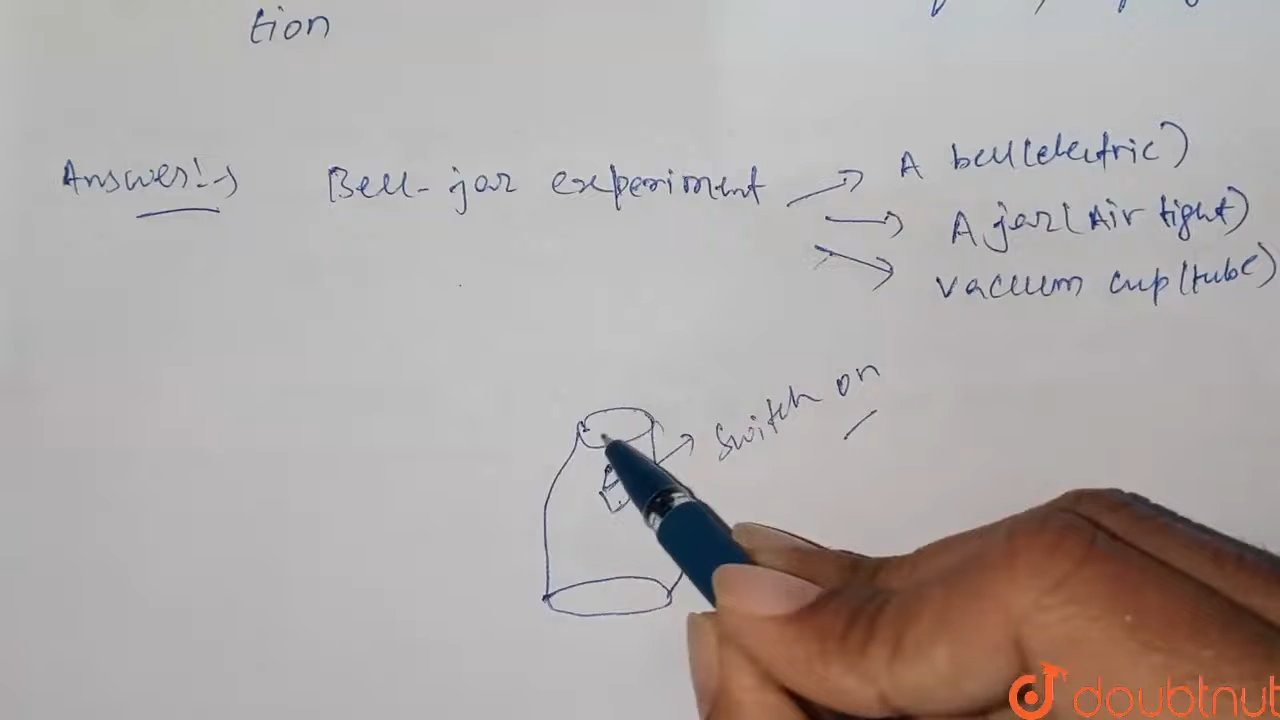 tion
Answer:→ Bell-jar experiment → A bell(electric)
→ A jar(Air tight)
→ vacuum cup(tube)
Switch on
doubtnut